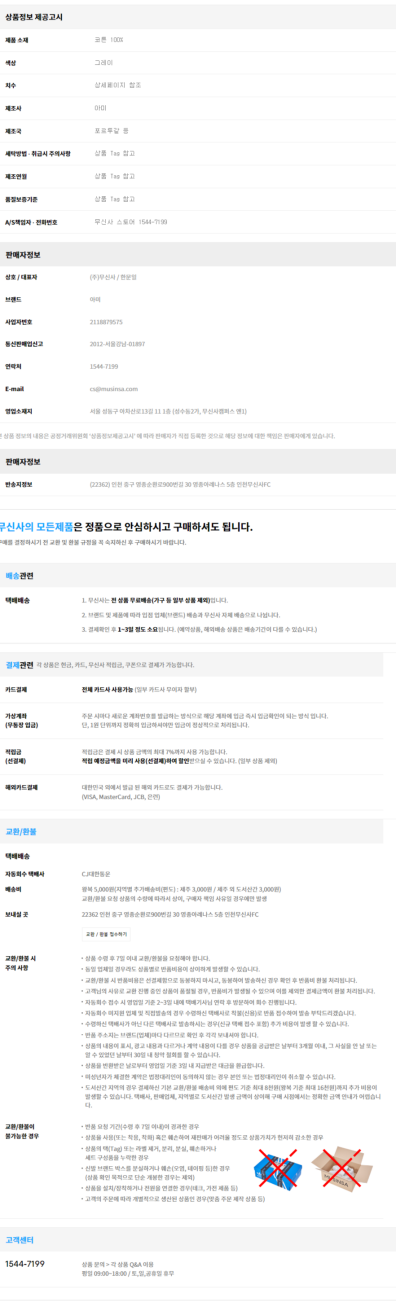 상품정보 제공고시
제품 소재 코튼 100%
색상 그레이
치수 상세페이지 참조
제조사 아미
제조국 포르투갈 등
세탁방법 · 취급시 주의사항 상품 Tag 참고
제조연월 상품 Tag 참고
품질보증기준 상품 Tag 참고
A/S책임자 · 전화번호 무신사 스토어 1544-7199
판매자정보
상호 / 대표자 (주)무신사 / 한문일
브랜드 아미
사업자번호 2118879575
통신판매업신고 2012-서울강남-01897
연락처 1544-7199
E-mail cs@musinsa.com
영업소재지 서울 성동구 아차산로13길 11 1층 (성수동2가, 무신사캠퍼스 엔1)
상품 정보의 내용은 공정거래위원회 '상품정보제공고시' 에 따라 판매자가 직접 등록한 것으로 해당 정보에 대한 책임은 판매자에게 있습니다.
판매자정보
반송지정보 (22362) 인천 중구 영종순환로900번길 30 영종아레나스 5층 인천무신사FC
무신사의 모든제품은 정품으로 안심하시고 구매하셔도 됩니다.
구매를 결정하시기 전 교환 및 환불 규정을 꼭 숙지하신 후 구매하시기 바랍니다.
배송관련
택배배송 1. 무신사는 전 상품 무료배송(가구 등 일부 상품 제외)입니다.
2. 브랜드 및 제품에 따라 입점 업체(브랜드) 배송과 무신사 자체 배송으로 나뉩니다.
3. 결제확인 후 1~3일 정도 소요됩니다. (예약상품, 해외배송 상품은 배송기간이 다를 수 있습니다.)
결제관련 각 상품은 현금, 카드, 무신사 적립금, 쿠폰으로 결제가 가능합니다.
카드결제 전체 카드사 사용가능 (일부 카드사 무이자 할부)
가상계좌 주문 시마다 새로운 계좌번호를 발급하는 방식으로 해당 계좌에 입금 즉시 입금확인이 되는 방식 입니다.
(무통장 입금) 단, 1원 단위까지 정확히 입금하셔야만 입금이 정상적으로 처리됩니다.
적립금 적립금은 결제 시 상품 금액의 최대 7%까지 사용 가능합니다.
(선결제) 적립 예정금액을 미리 사용(선결제)하여 할인받으실 수 있습니다. (일부 상품 제외)
해외카드결제 대한민국 외에서 발급 된 해외 카드로도 결제가 가능합니다.
(VISA, MasterCard, JCB, 은련)
교환/환불
택배배송
자동회수 택배사 CJ대한통운
배송비 왕복 5,000원(지역별 추가배송비(편도) : 제주 3,000원 / 제주 외 도서산간 3,000원)
교환/환불 요청 상품의 수량에 따라서 상이, 구매자 책임 사유일 경우에만 발생
보내실 곳 22362 인천 중구 영종순환로900번길 30 영종아레나스 5층 인천무신사FC
교환 / 환불 접수하기
교환/환불 시 • 상품 수령 후 7일 이내 교환/환불을 요청해야 합니다.
주의 사항 • 동일 업체일 경우라도 상품별로 반품비용이 상이하게 발생할 수 있습니다.
• 교환/환불 시 반품비용은 선결제함으로 동봉하지 마시고, 동봉하여 발송하신 경우 확인 후 반품비 환불 처리됩니다.
• 고객님의 사유로 교환 진행 중인 상품이 품절될 경우, 반품비가 발생될 수 있으며 이를 제외한 결제금액이 환불 처리됩니다.
• 자동회수 접수 시 영업일 기준 2~3일 내에 택배기사님 연락 후 방문하여 회수 진행됩니다.
• 자동회수 미지원 업체 및 직접발송의 경우 수령하신 택배사로 착불(신용)로 반품 접수하여 발송 부탁드리겠습니다.
• 수령하신 택배사가 아닌 다른 택배사로 발송하시는 경우(신규 택배 접수 포함) 추가 비용이 발생 할 수 있습니다.
• 반품 주소지는 브랜드(업체)마다 다르므로 확인 후 각각 보내셔야 합니다.
• 상품의 내용이 표시, 광고 내용과 다르거나 계약 내용이 다를 경우 상품을 공급받은 날부터 3개월 이내, 그 사실을 안 날 또는
알 수 있었던 날부터 30일 내 청약 철회를 할 수 있습니다.
• 상품을 반환받은 날로부터 영업일 기준 3일 내 지급받은 대금을 환급합니다.
• 미성년자가 체결한 계약은 법정대리인이 동의하지 않는 경우 본인 또는 법정대리인이 취소할 수 있습니다.
• 도서산간 지역의 경우 결제하신 기본 교환/환불 배송비 외에 편도 기준 최대 8천원(왕복 기준 최대 16천원)까지 추가 비용이
발생할 수 있습니다. 택배사, 판매업체, 지역별로 도서산간 발생 금액이 상이해 구매 시점에서는 정확한 금액 안내가 어렵습니
다.
교환/환불이 • 반품 요청 기간(수령 후 7일 이내)이 경과한 경우
불가능한 경우 • 상품을 사용(또는 착용, 착화) 혹은 훼손하여 재판매가 어려울 정도로 상품가치가 현저히 감소한 경우
• 상품의 택(Tag) 또는 라벨 제거, 분리, 분실, 훼손하거나
세트 구성품을 누락한 경우
• 신발 브랜드 박스를 분실하거나 훼손(오염, 테이핑 등)한 경우
(상품 확인 목적으로 단순 개봉한 경우는 제외)
• 상품을 설치/장착하거나 전원을 연결한 경우(테크, 가전 제품 등)
• 고객의 주문에 따라 개별적으로 생산된 상품인 경우(맞춤 주문 제작 상품 등)
고객센터
1544-7199 상품 문의 > 각 상품 Q&A 이용
평일 09:00~18:00 / 토,일,공휴일 휴무